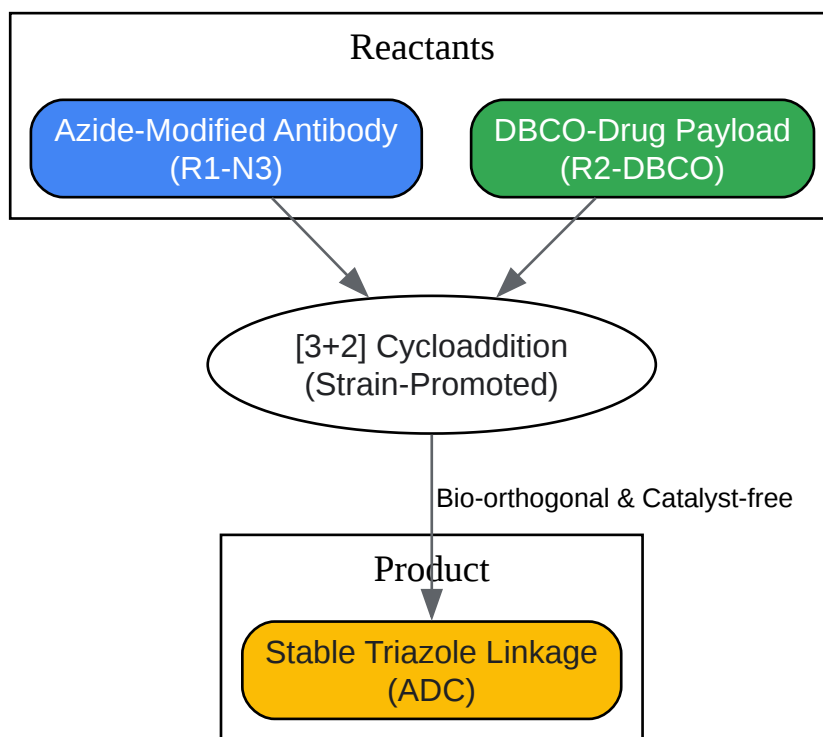 Reactants
Azide-Modified Antibody
(R1-N3)
DBCO-Drug Payload
(R2-DBCO)
[3+2] Cycloaddition
(Strain-Promoted)
Bio-orthogonal & Catalyst-free
Product
Stable Triazole Linkage
(ADC)